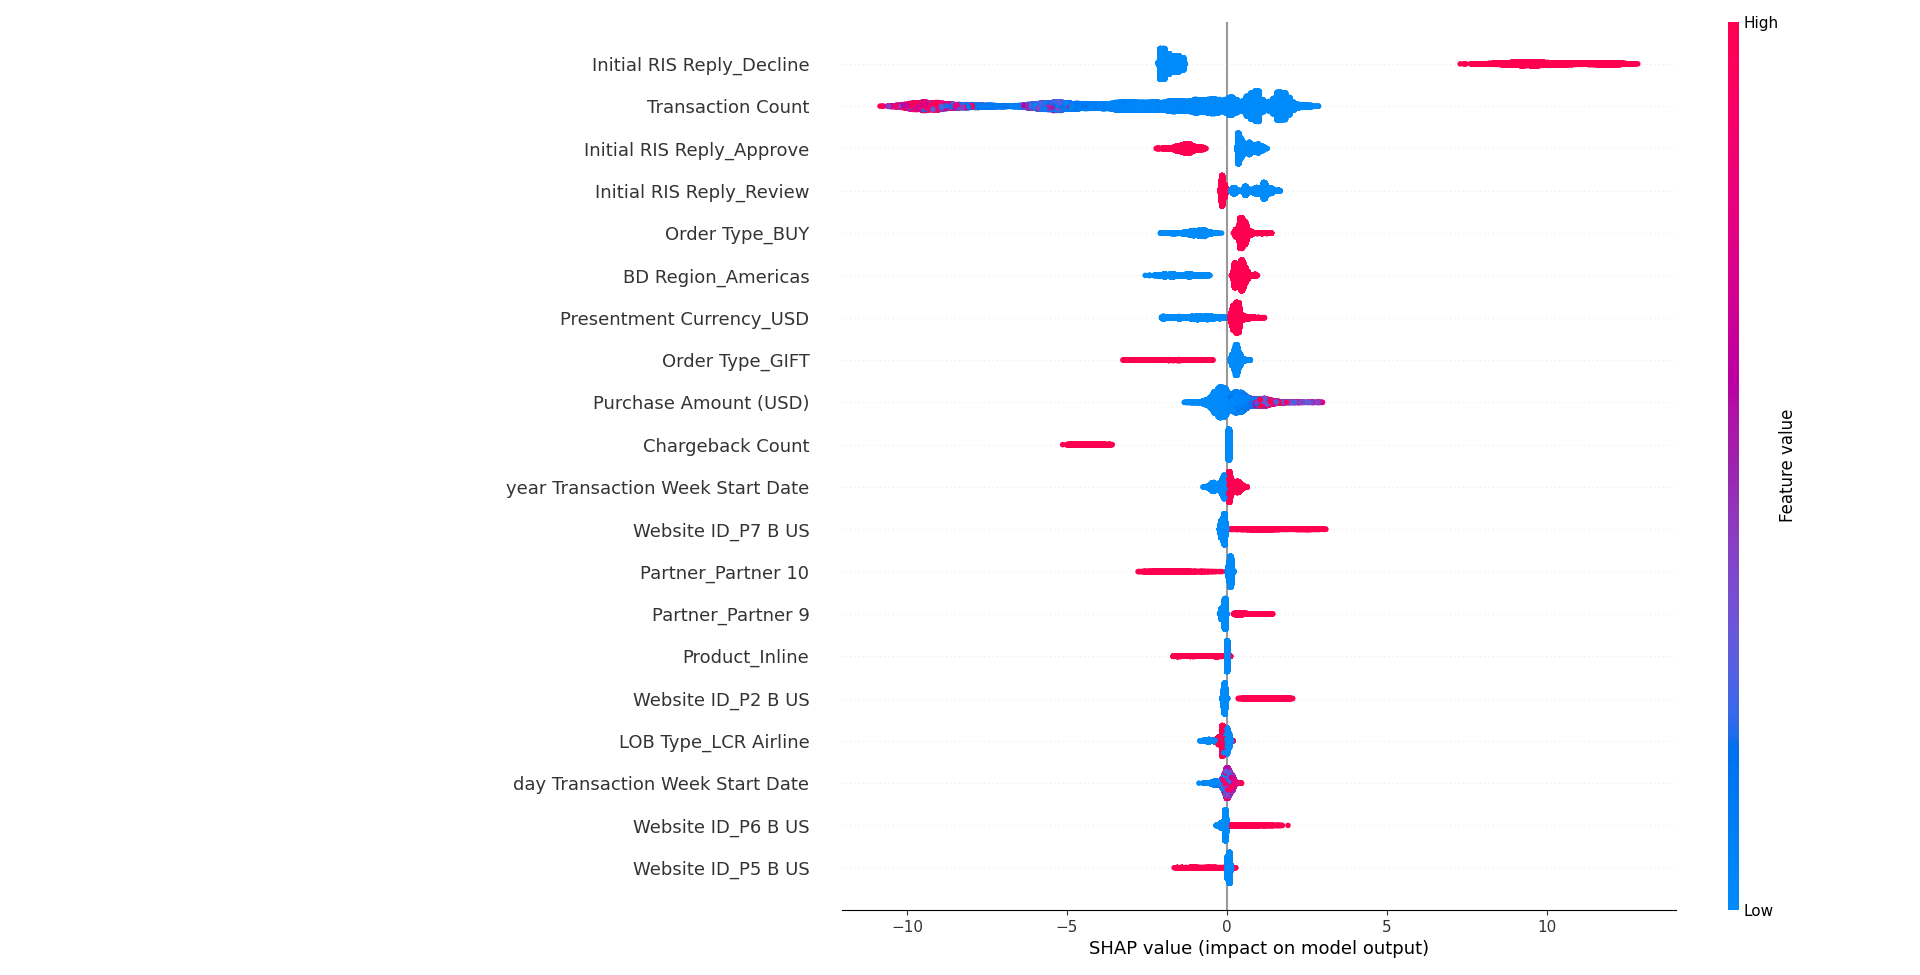 High
Initial RIS Reply_Decline
Transaction Count
Initial RIS Reply_Approve
Initial RIS Reply_Review
Order Type_BUY
BD Region_Americas
Presentment Currency_USD
Order Type_GIFT
Purchase Amount (USD)
Chargeback Count
year Transaction Week Start Date
Website ID_P7 B US
Partner_Partner 10
Partner_Partner 9
Product_Inline
Website ID_P2 B US
LOB Type_LCR Airline
day Transaction Week Start Date
Website ID_P6 B US
Website ID_P5 B US
Feature value
Low
−10 −5 0 5 10
SHAP value (impact on model output)